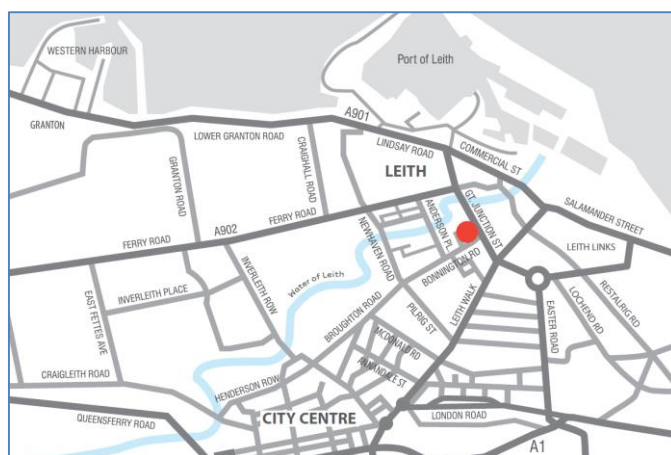 WESTERN HARBOUR
Port of Leith
A901
GRANTON
LOWER GRANTON ROAD
LINDSAY ROAD
COMMERCIAL ST
GRANTON ROAD
CRAIGHALL ROAD
LEITH
GT. JUNCTION ST
SALAMANDER STREET
FERRY ROAD
A902
FERRY ROAD
NEWHAVEN ROAD
ANDERSON PL.
BONNINGTON RD
LEITH LINKS
EAST FETTES AVE
INVERLEITH PLACE
INVERLEITH ROW
Water of Leith
BROUGHTON ROAD
PILRIG ST
LEITH WALK
EASTER ROAD
LOCHEND RD
RESTALRIG RD
MCDONALD RD
ANNANDALE ST
CRAIGLEITH ROAD
HENDERSON ROW
QUEENSFERRY ROAD
CITY CENTRE
LONDON ROAD
A1